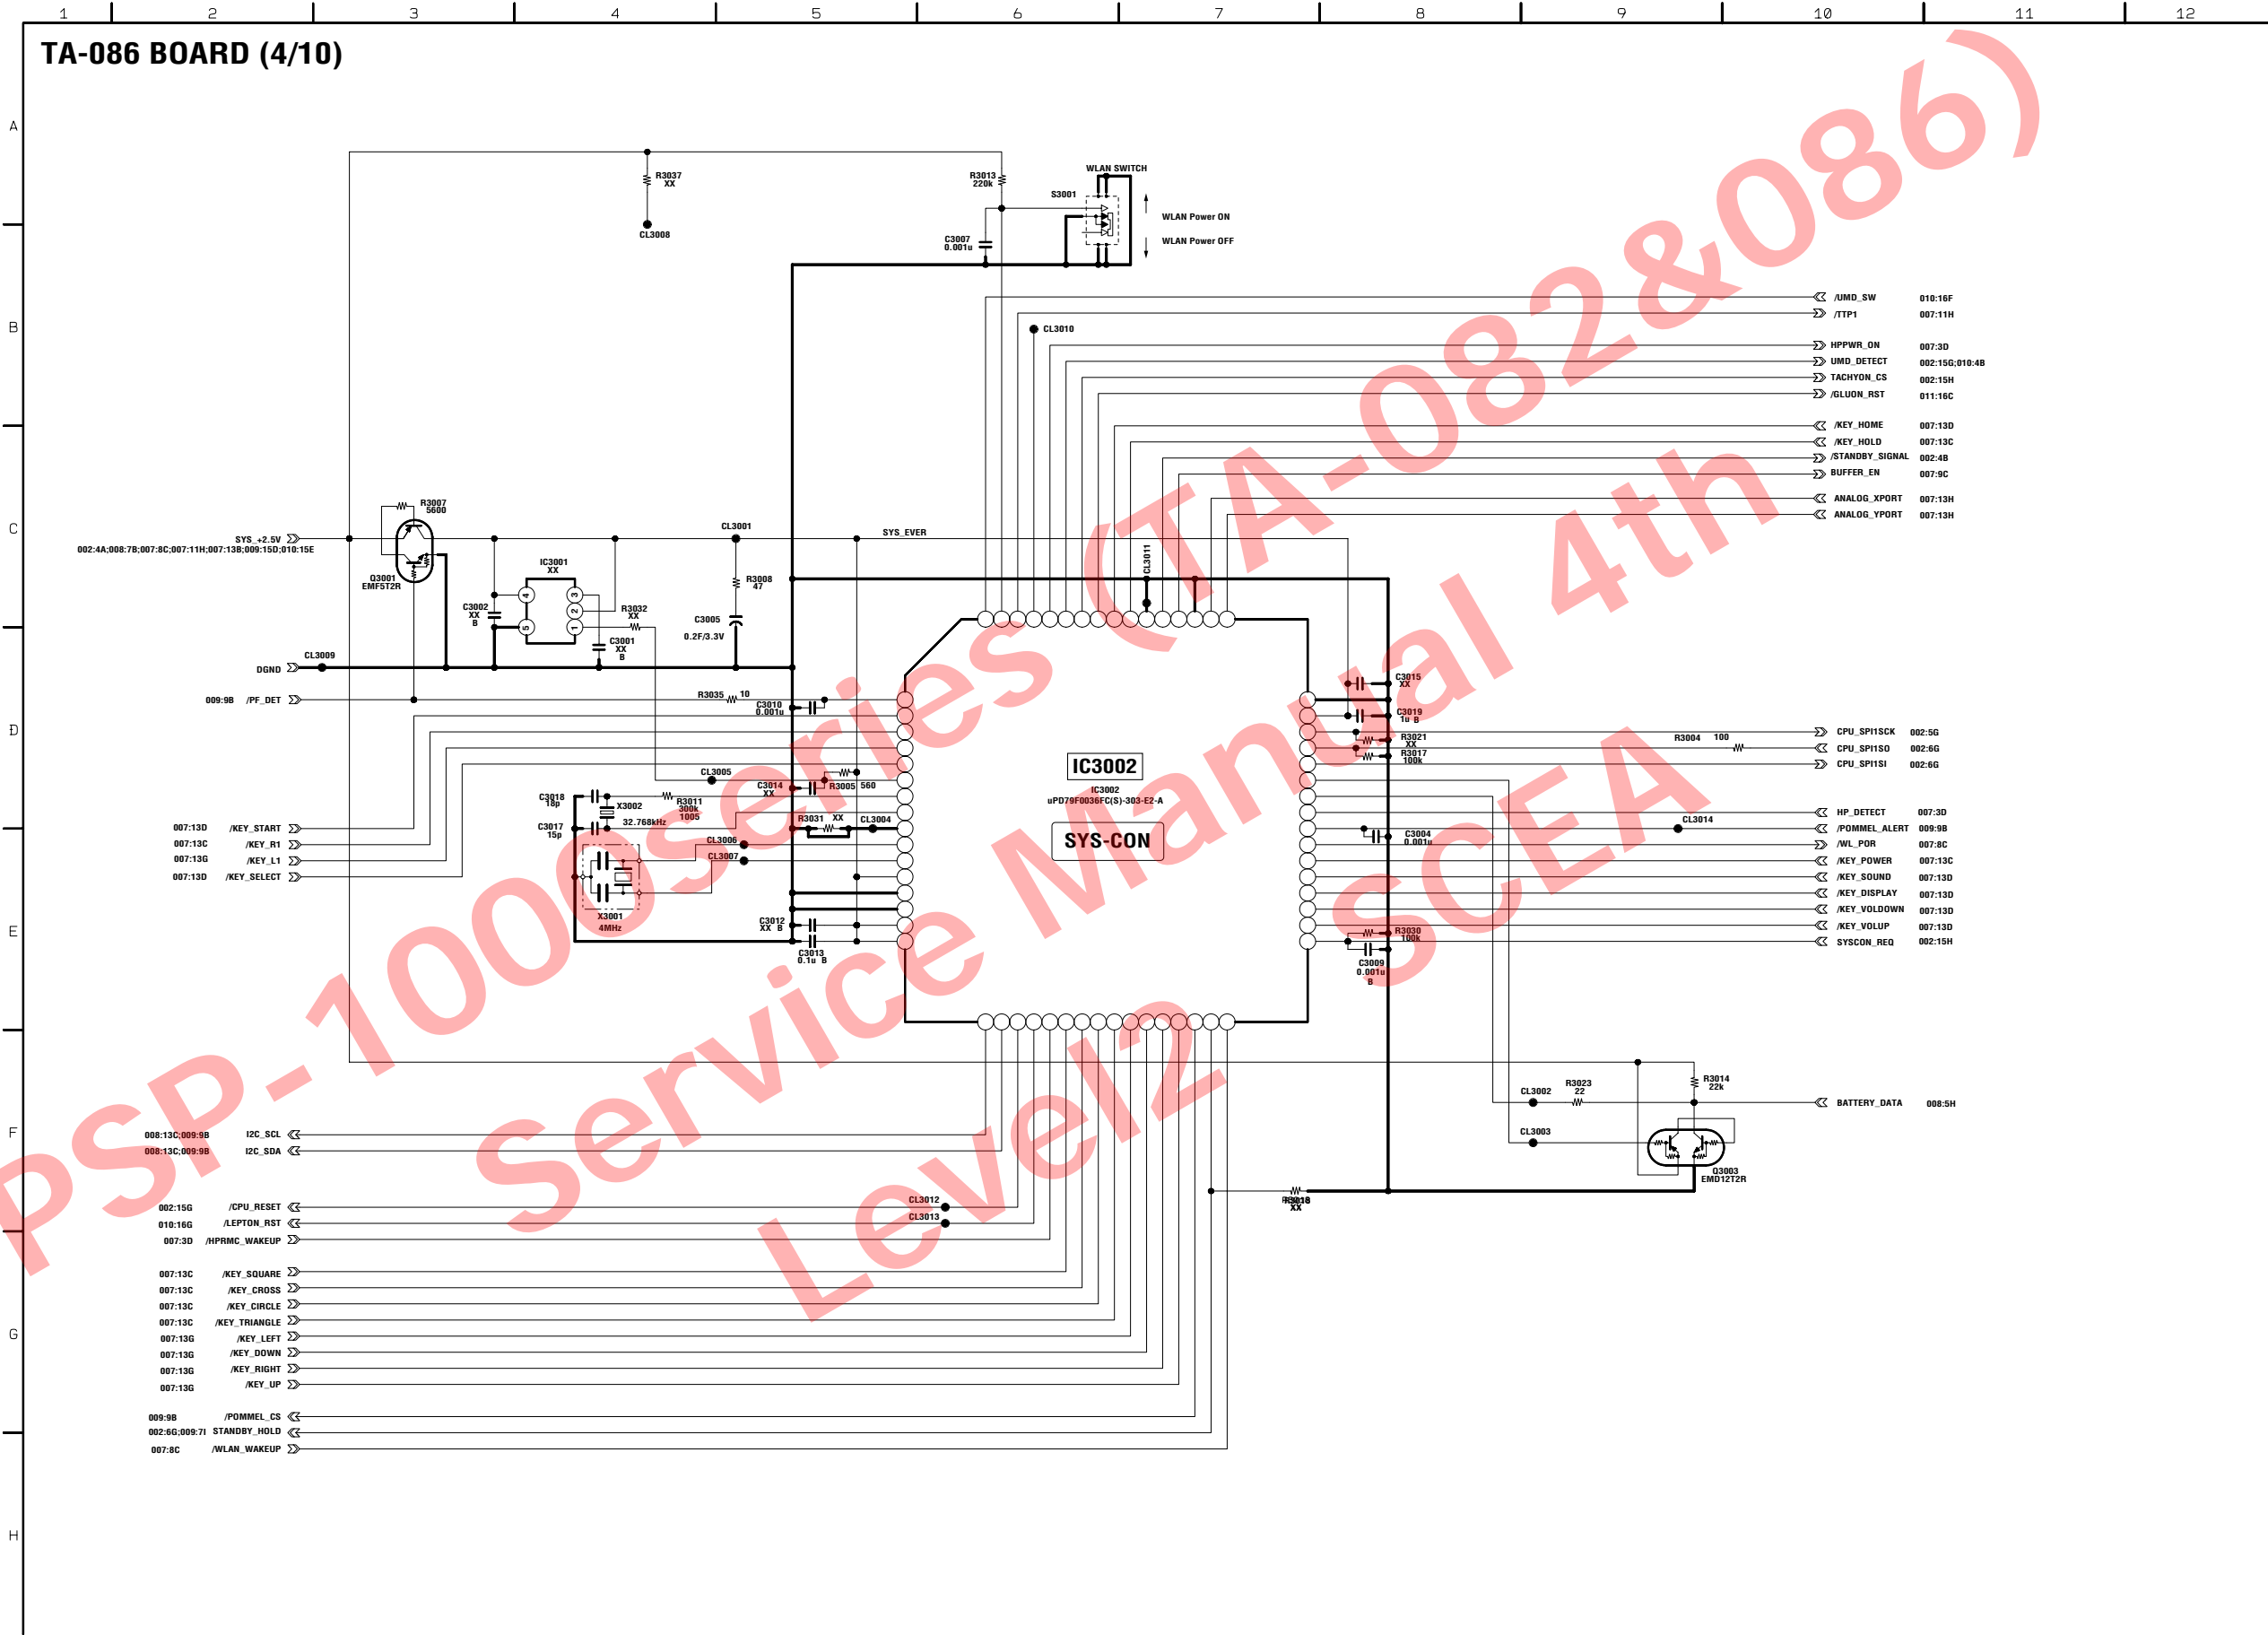 1 2 3 4 5 6 7 8 9 10 11 12
TA-086 BOARD (4/10)
A
B
C
D
E
F
G
H
PSP-1000series (TA-082&086)
Service Manual 4th
Level2 SCEA
R3037
XX
CL3008
R3013
220k
WLAN SWITCH
S3001
WLAN Power ON
WLAN Power OFF
C3007
0.001u
CL3010
/UMD_SW 010:16F
/TTP1 007:11H
HPPWR_ON 007:3D
UMD_DETECT 002:15G;010:4B
TACHYON_CS 002:15H
/GLUON_RST 011:16C
/KEY_HOME 007:13D
/KEY_HOLD 007:13C
/STANDBY_SIGNAL 002:4B
BUFFER_EN 007:9C
ANALOG_XPORT 007:13H
ANALOG_YPORT 007:13H
R3007
5600
SYS_+2.5V
002:4A;008:7B;007:8C;007:11H;007:13B;009:15D;010:15E
Q3001
EMF5T2R
IC3001
XX
4
5
3
2
1
C3002
XX
B
R3032
XX
C3001
XX
B
CL3001
R3008
47
C3005
0.2F/3.3V
SYS_EVER
CL3011
CL3009
DGND
009:9B /PF_DET
R3035 10
C3010
0.001u
CL3005
C3014
XX
R3005 560
C3018
18p
X3002
R3011
300k
1005
32.768kHz
C3017
15p
R3031 XX
CL3004
CL3006
CL3007
X3001
4MHz
C3012
XX B
C3013
0.1u B
007:13D /KEY_START
007:13C /KEY_R1
007:13G /KEY_L1
007:13D /KEY_SELECT
IC3002
IC3002
uPD79F0036FC(S)-303-E2-A
SYS-CON
C3015
XX
C3019
1u B
R3021
XX
R3017
100k
R3004 100
CPU_SPI1SCK 002:5G
CPU_SPI1SO 002:6G
CPU_SPI1SI 002:6G
C3004
0.001u
CL3014
HP_DETECT 007:3D
/POMMEL_ALERT 009:9B
/WL_POR 007:8C
/KEY_POWER 007:13C
/KEY_SOUND 007:13D
/KEY_DISPLAY 007:13D
/KEY_VOLDOWN 007:13D
/KEY_VOLUP 007:13D
SYSCON_REQ 002:15H
R3030
100k
C3009
0.001u
B
CL3002
R3023
22
R3014
22k
BATTERY_DATA 008:5H
CL3003
Q3003
EMD12T2R
XX
008:13C;009:9B I2C_SCL
008:13C;009:9B I2C_SDA
002:15G /CPU_RESET
CL3012
010:16G /LEPTON_RST
CL3013
007:3D /HPRMC_WAKEUP
007:13C /KEY_SQUARE
007:13C /KEY_CROSS
007:13C /KEY_CIRCLE
007:13C /KEY_TRIANGLE
007:13G /KEY_LEFT
007:13G /KEY_DOWN
007:13G /KEY_RIGHT
007:13G /KEY_UP
009:9B /POMMEL_CS
002:6G;009:7I STANDBY_HOLD
007:8C /WLAN_WAKEUP